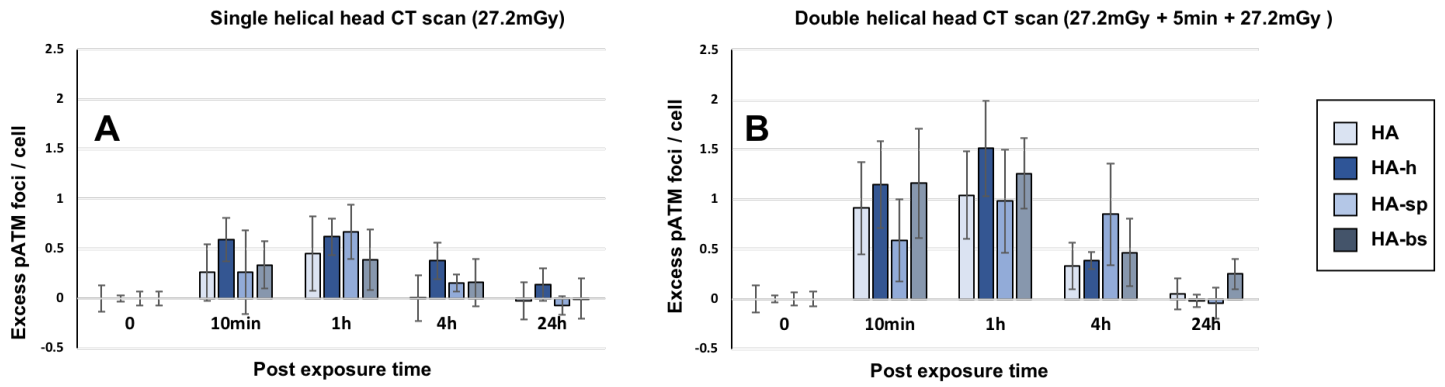 Single helical head CT scan (27.2mGy)
Excess pATM foci / cell
2.5
2
1.5
1
0.5
0
-0.5
A
0 10min 1h 4h 24h
Post exposure time
Double helical head CT scan (27.2mGy + 5min + 27.2mGy )
Excess pATM foci / cell
2.5
2
1.5
1
0.5
0
-0.5
B
0 10min 1h 4h 24h
Post exposure time
HA
HA-h
HA-sp
HA-bs